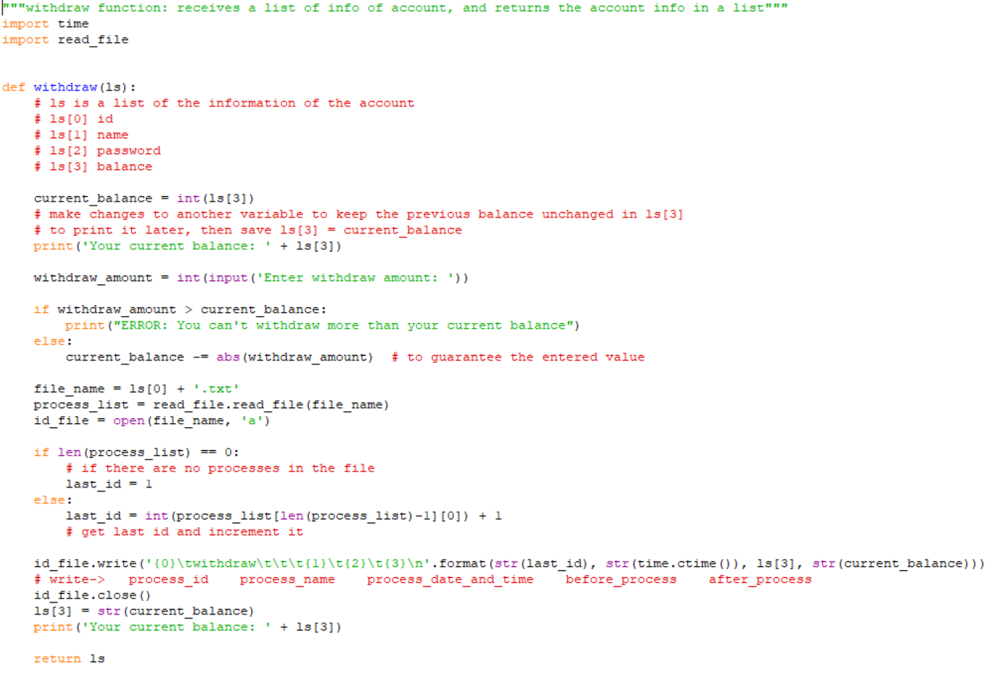 """withdraw function: receives a list of info of account, and returns the account info in a list"""
import time
import read_file


def withdraw(ls):
    # ls is a list of the information of the account
    # ls[0] id
    # ls[1] name
    # ls[2] password
    # ls[3] balance

    current_balance = int(ls[3])
    # make changes to another variable to keep the previous balance unchanged in ls[3]
    # to print it later, then save ls[3] = current_balance
    print('Your current balance: ' + ls[3])

    withdraw_amount = int(input('Enter withdraw amount: '))

    if withdraw_amount > current_balance:
        print("ERROR: You can't withdraw more than your current balance")
    else:
        current_balance -= abs(withdraw_amount)  # to guarantee the entered value

    file_name = ls[0] + '.txt'
    process_list = read_file.read_file(file_name)
    id_file = open(file_name, 'a')

    if len(process_list) == 0:
        # if there are no processes in the file
        last_id = 1
    else:
        last_id = int(process_list[len(process_list)-1][0]) + 1
        # get last id and increment it

    id_file.write('{0}\twithdraw\t\t\t{1}\t{2}\t{3}\n'.format(str(last_id), str(time.ctime()), ls[3], str(current_balance)))
    # write->   process_id    process_name    process_date_and_time    before_process    after_process
    id_file.close()
    ls[3] = str(current_balance)
    print('Your current balance: ' + ls[3])

    return ls